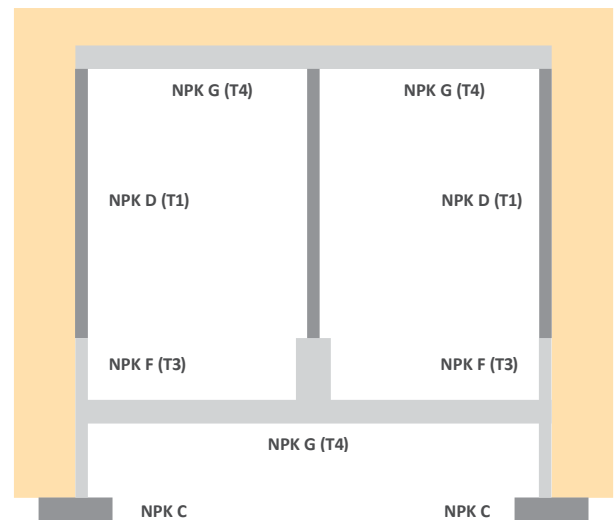 NPK G (T4) NPK G (T4)
NPK D (T1) NPK D (T1)
NPK F (T3) NPK F (T3)
NPK G (T4)
NPK C NPK C